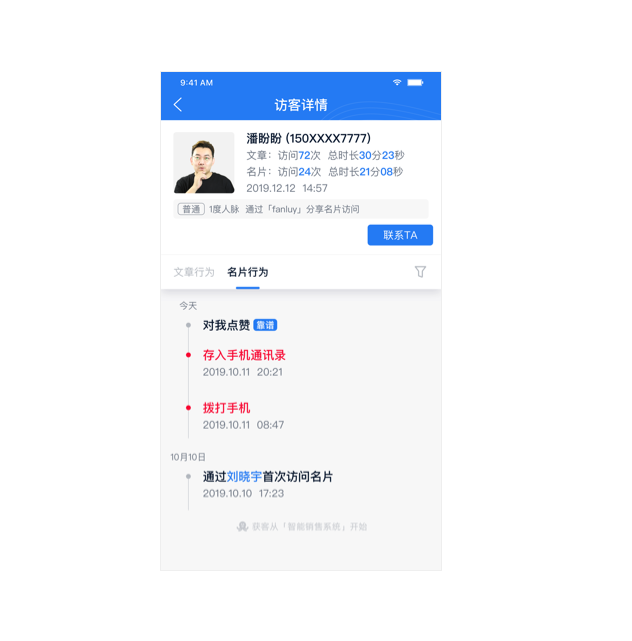 9:41 AM
访客详情
潘盼盼 (150XXXX7777)
文章：访问72次 总时长30分23秒
名片：访问24次 总时长21分08秒
2019.12.12 14:57
普通 1度人脉 通过「fanluy」分享名片访问
联系TA
文章行为 名片行为
今天
对我点赞 靠谱
存入手机通讯录
2019.10.11 20:21
拨打手机
2019.10.11 08:47
10月10日
通过刘晓宇首次访问名片
2019.10.10 17:23
获客从「智能销售系统」开始